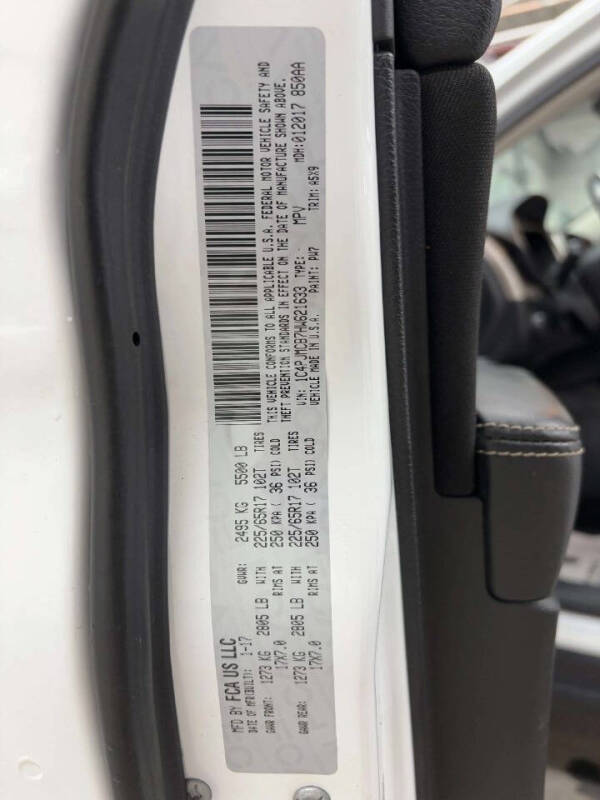 MFD BY FCA US LLC
DATE OF MFR(BUILT): 1-17 GVWR: 2495 KG 5500 LB
GAWR FRONT: 1273 KG 2805 LB WITH 225/65R17 102T TIRES
17X7.0 RIMS AT 250 KPA ( 36 PSI) COLD
GAWR REAR: 1273 KG 2805 LB WITH 225/65R17 102T TIRES
17X7.0 RIMS AT 250 KPA ( 36 PSI) COLD
THIS VEHICLE CONFORMS TO ALL APPLICABLE U.S.A. FEDERAL MOTOR VEHICLE SAFETY AND
THEFT PREVENTION STANDARDS IN EFFECT ON THE DATE OF MANUFACTURE SHOWN ABOVE.
VIN: 1C4PJMCB7HW621633 TYPE: MPV MDH: 012017 850AA
VEHICLE MADE IN U.S.A. PAINT: PW7 TRIM: A5X9